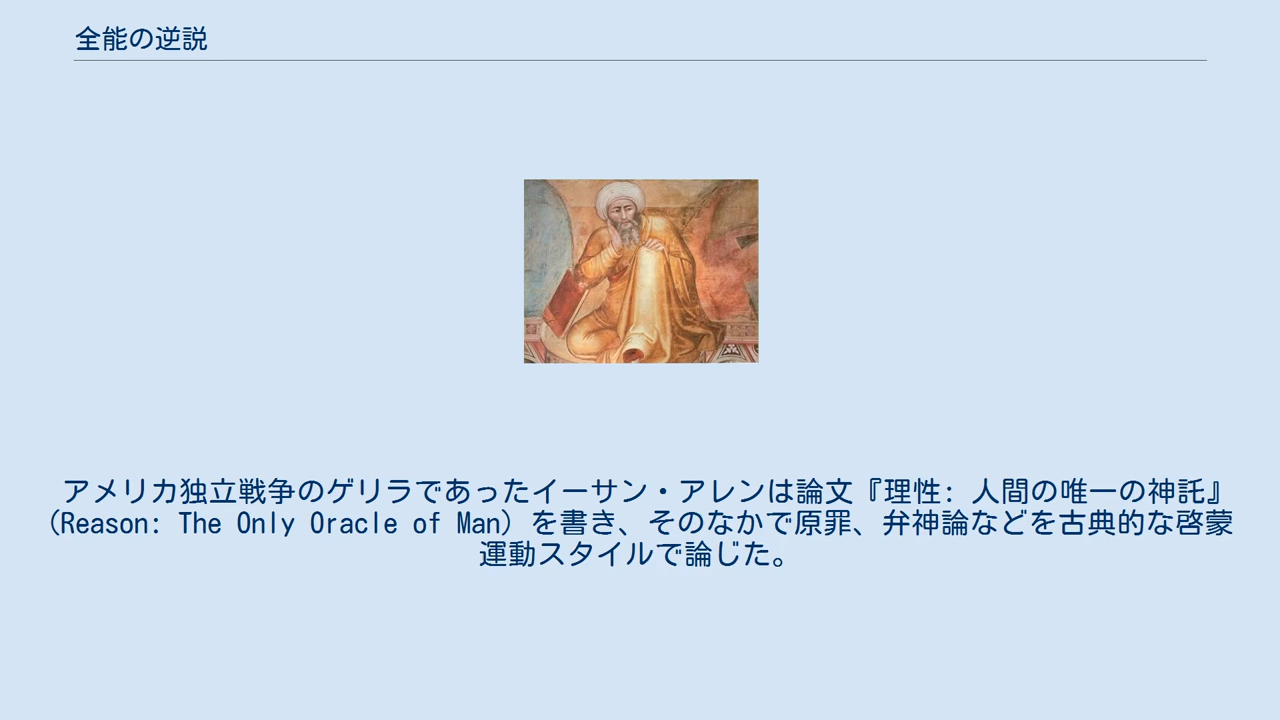 全能の逆説
アメリカ独立戦争のゲリラであったイーサン・アレンは論文『理性: 人間の唯一の神託』
(Reason: The Only Oracle of Man) を書き、そのなかで原罪、弁神論などを古典的な啓蒙
運動スタイルで論じた。